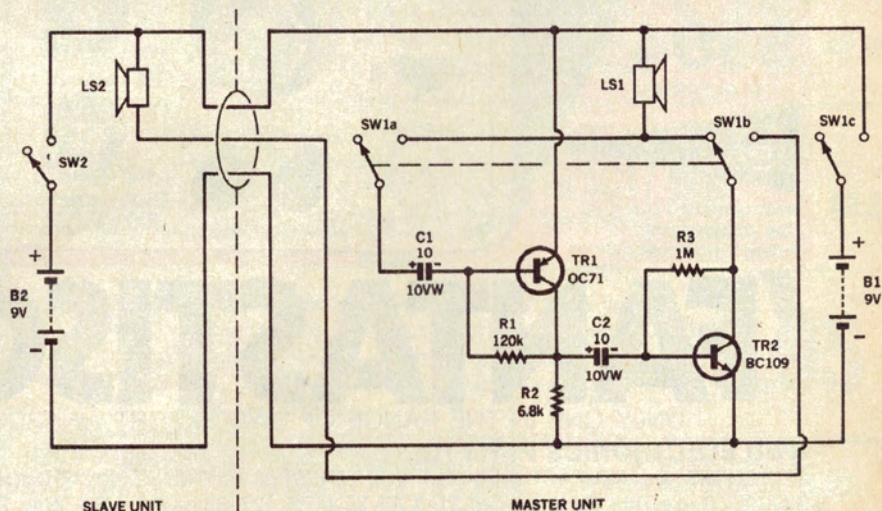 LS2
SW2
+
B2
9V
-
SLAVE UNIT
SW1a
LS1
SW1b
SW1c
C1
10
+ -
10VW
TR1
OC71
R1
120k
R2
6.8k
C2
10
+ -
10VW
R3
1M
TR2
BC109
+
B1
9V
-
MASTER UNIT